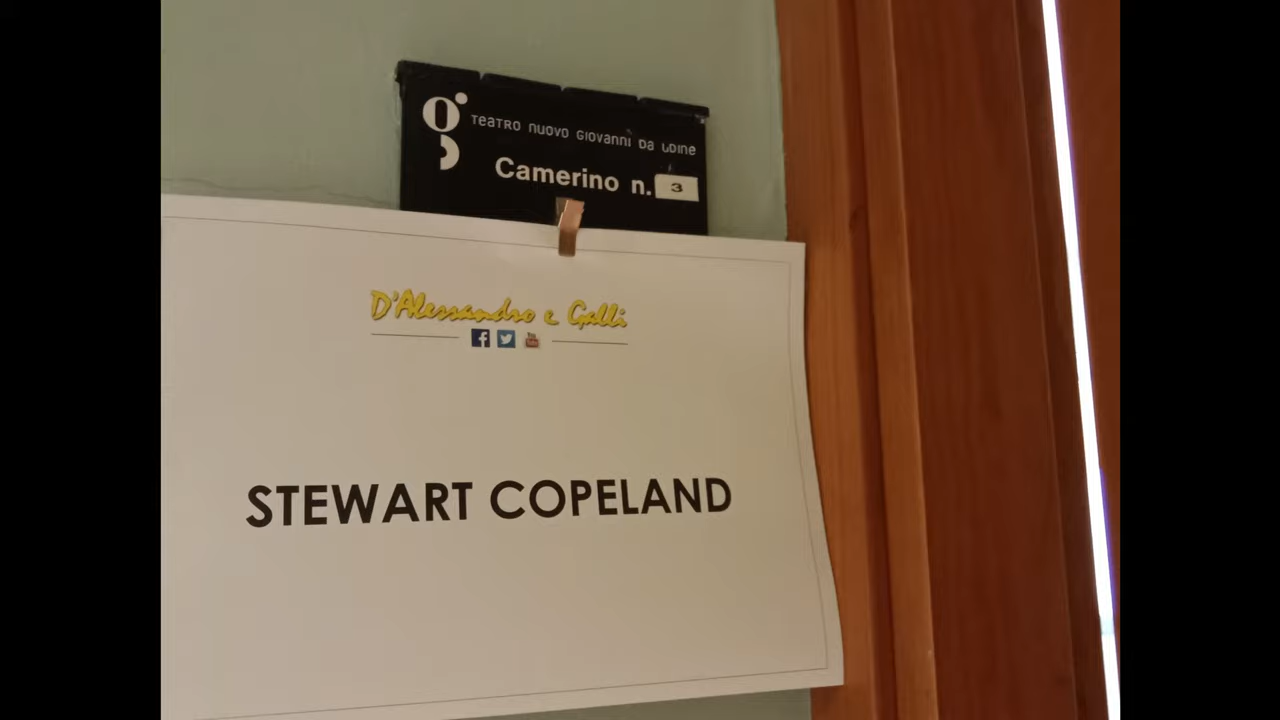 TEATRO NUOVO GIOVANNI DA UDINE
Camerino n. 3
D'Alessandro e Galli
STEWART COPELAND